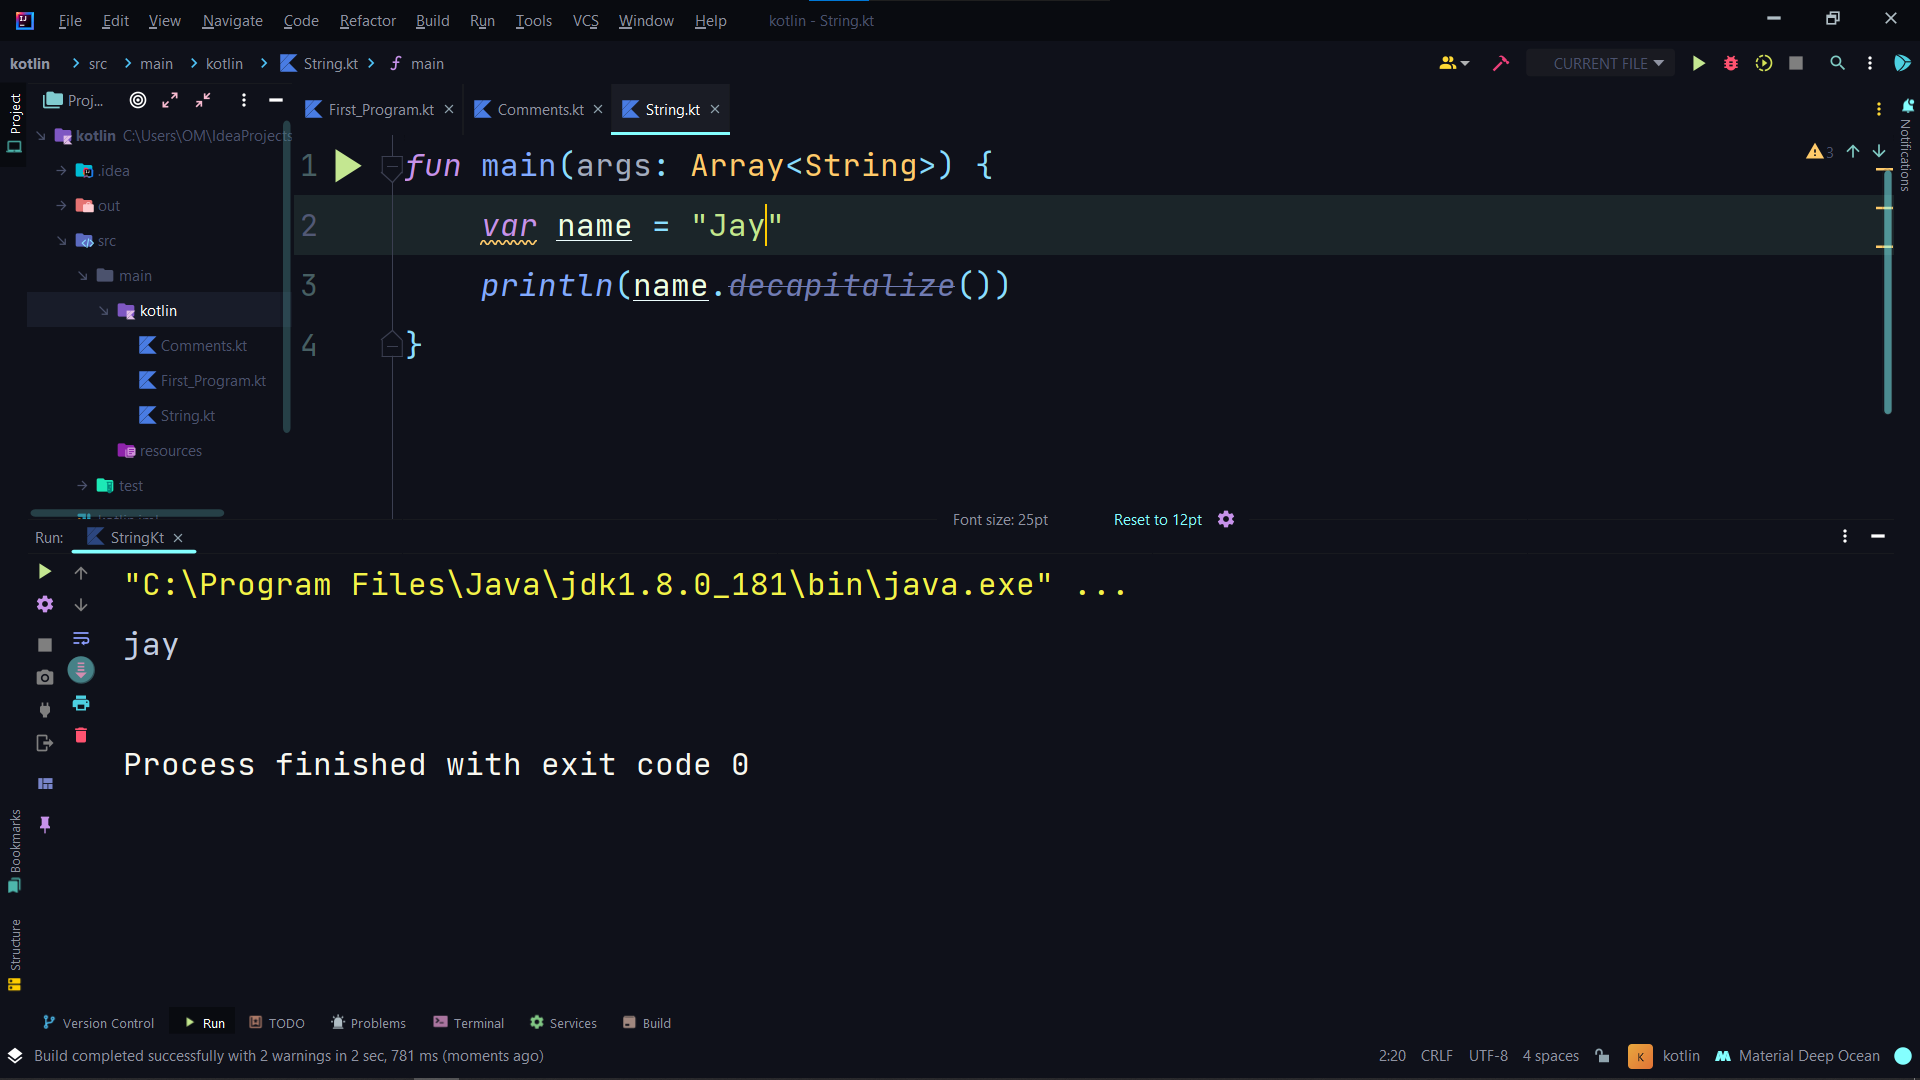 File Edit View Navigate Code Refactor Build Run Tools VCS Window Help kotlin - String.kt
kotlin src main kotlin String.kt main
CURRENT FILE
Project
Proj...
First_Program.kt Comments.kt String.kt
Notifications
kotlin C:\Users\OM\IdeaProjects
.idea
out
src
main
kotlin
Comments.kt
First_Program.kt
String.kt
resources
test
3
1 fun main(args: Array<String>) {
2 var name = "Jay"
3 println(name.decapitalize())
4 }
Font size: 25pt Reset to 12pt
Run: StringKt
"C:\Program Files\Java\jdk1.8.0_181\bin\java.exe" ...
jay
Process finished with exit code 0
Bookmarks
Structure
Version Control Run TODO Problems Terminal Services Build
Build completed successfully with 2 warnings in 2 sec, 781 ms (moments ago)
2:20 CRLF UTF-8 4 spaces K kotlin Material Deep Ocean